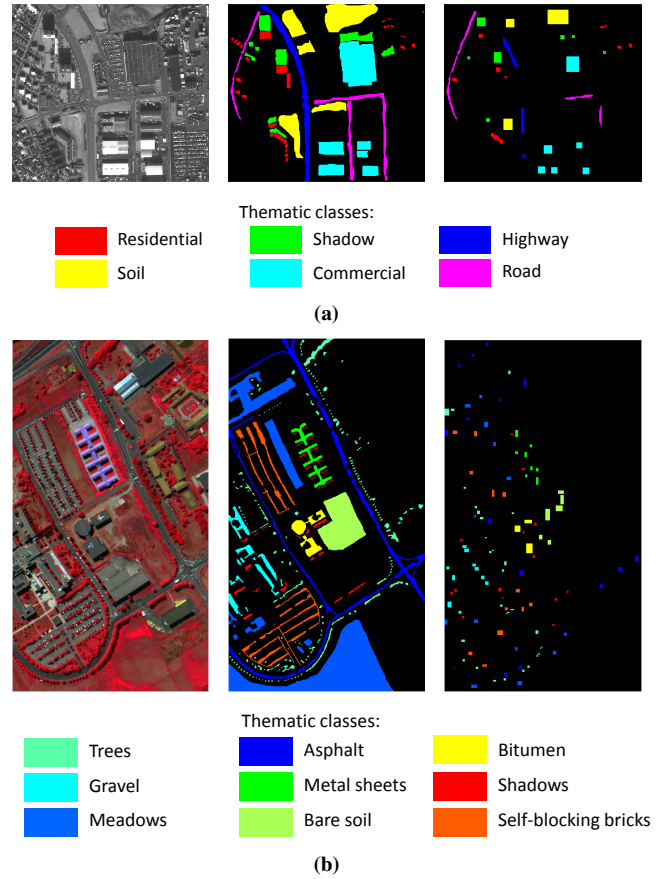 Thematic classes:
Residential Shadow Highway
Soil Commercial Road
(a)
Thematic classes:
Trees Asphalt Bitumen
Gravel Metal sheets Shadows
Meadows Bare soil Self-blocking bricks
(b)